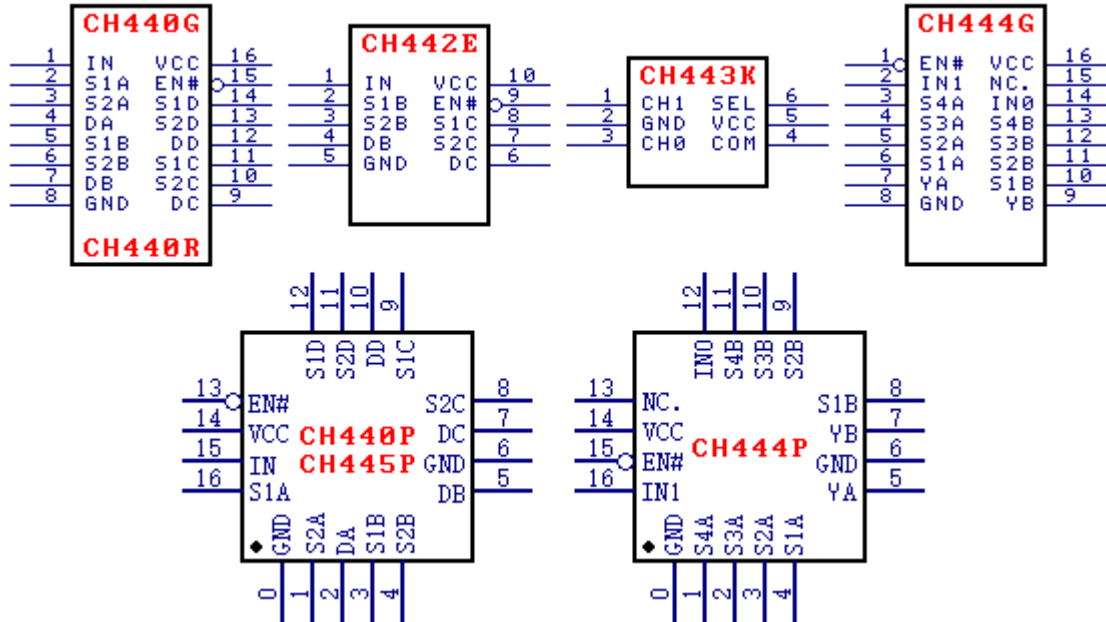 CH440G
1 IN VCC 16
2 S1A EN# 15
3 S2A S1D 14
4 DA S2D 13
5 S1B DD 12
6 S2B S1C 11
7 DB S2C 10
8 GND DC 9
CH440R
CH442E
1 IN VCC 10
2 S1B EN# 9
3 S2B S1C 8
4 DB S2C 7
5 GND DC 6
CH443K
1 CH1 SEL 6
2 GND VCC 5
3 CH0 COM 4
CH444G
1 EN# VCC 16
2 IN1 NC. 15
3 S4A IN0 14
4 S3A S4B 13
5 S2A S3B 12
6 S1A S2B 11
7 YA S1B 10
8 GND YB 9
12 11 10 9
S1D S2D DD S1C
13 EN# S2C 8
14 VCC DC 7
15 IN GND 6
16 S1A DB 5
CH440P
CH445P
GND S2A DA S1B S2B
0 1 2 3 4
12 11 10 9
IN0 S4B S3B S2B
13 NC. S1B 8
14 VCC YB 7
15 EN# GND 6
16 IN1 YA 5
CH444P
GND S4A S3A S2A S1A
0 1 2 3 4